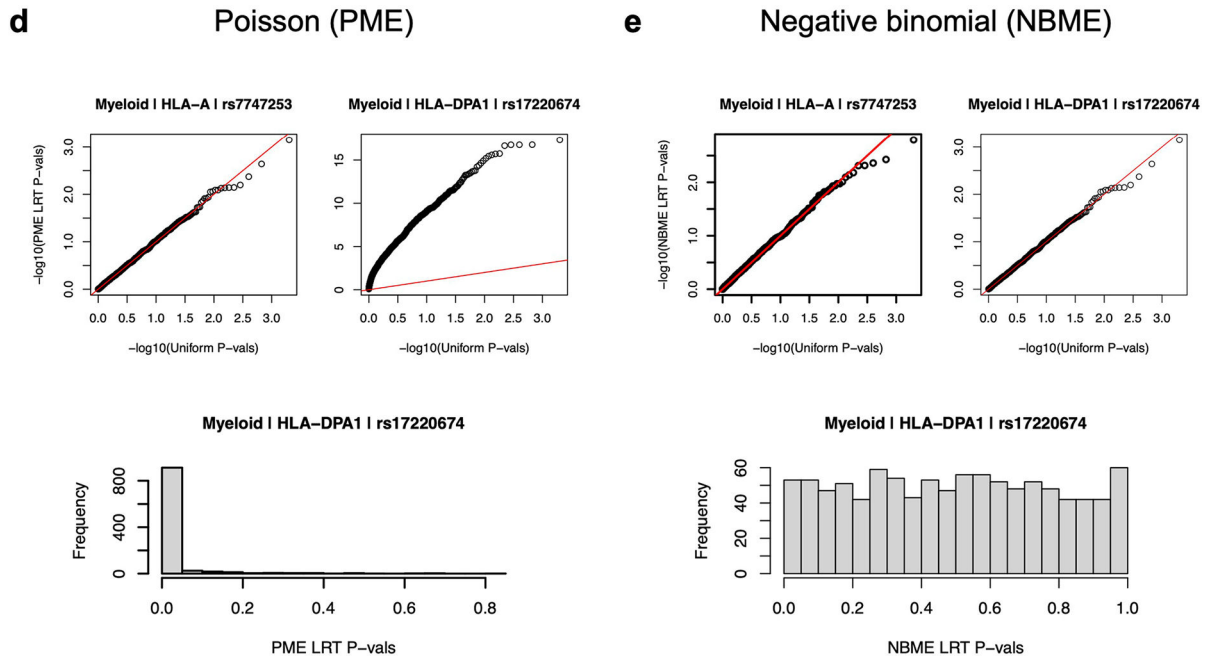 d Poisson (PME)
Myeloid | HLA−A | rs7747253
−log10(PME LRT P−vals)
3.0
2.0
1.0
0.0
0.0 0.5 1.0 1.5 2.0 2.5 3.0
−log10(Uniform P−vals)
Myeloid | HLA−DPA1 | rs17220674
15
10
5
0
0.0 0.5 1.0 1.5 2.0 2.5 3.0
−log10(Uniform P−vals)
Myeloid | HLA−DPA1 | rs17220674
Frequency
800
400
0
0.0 0.2 0.4 0.6 0.8
PME LRT P−vals
e Negative binomial (NBME)
Myeloid | HLA−A | rs7747253
−log10(NBME LRT P−vals)
2.0
1.0
0.0
0.0 0.5 1.0 1.5 2.0 2.5 3.0
−log10(Uniform P−vals)
Myeloid | HLA−DPA1 | rs17220674
3.0
2.0
1.0
0.0
0.0 0.5 1.0 1.5 2.0 2.5 3.0
−log10(Uniform P−vals)
Myeloid | HLA−DPA1 | rs17220674
Frequency
60
40
20
0
0.0 0.2 0.4 0.6 0.8 1.0
NBME LRT P−vals